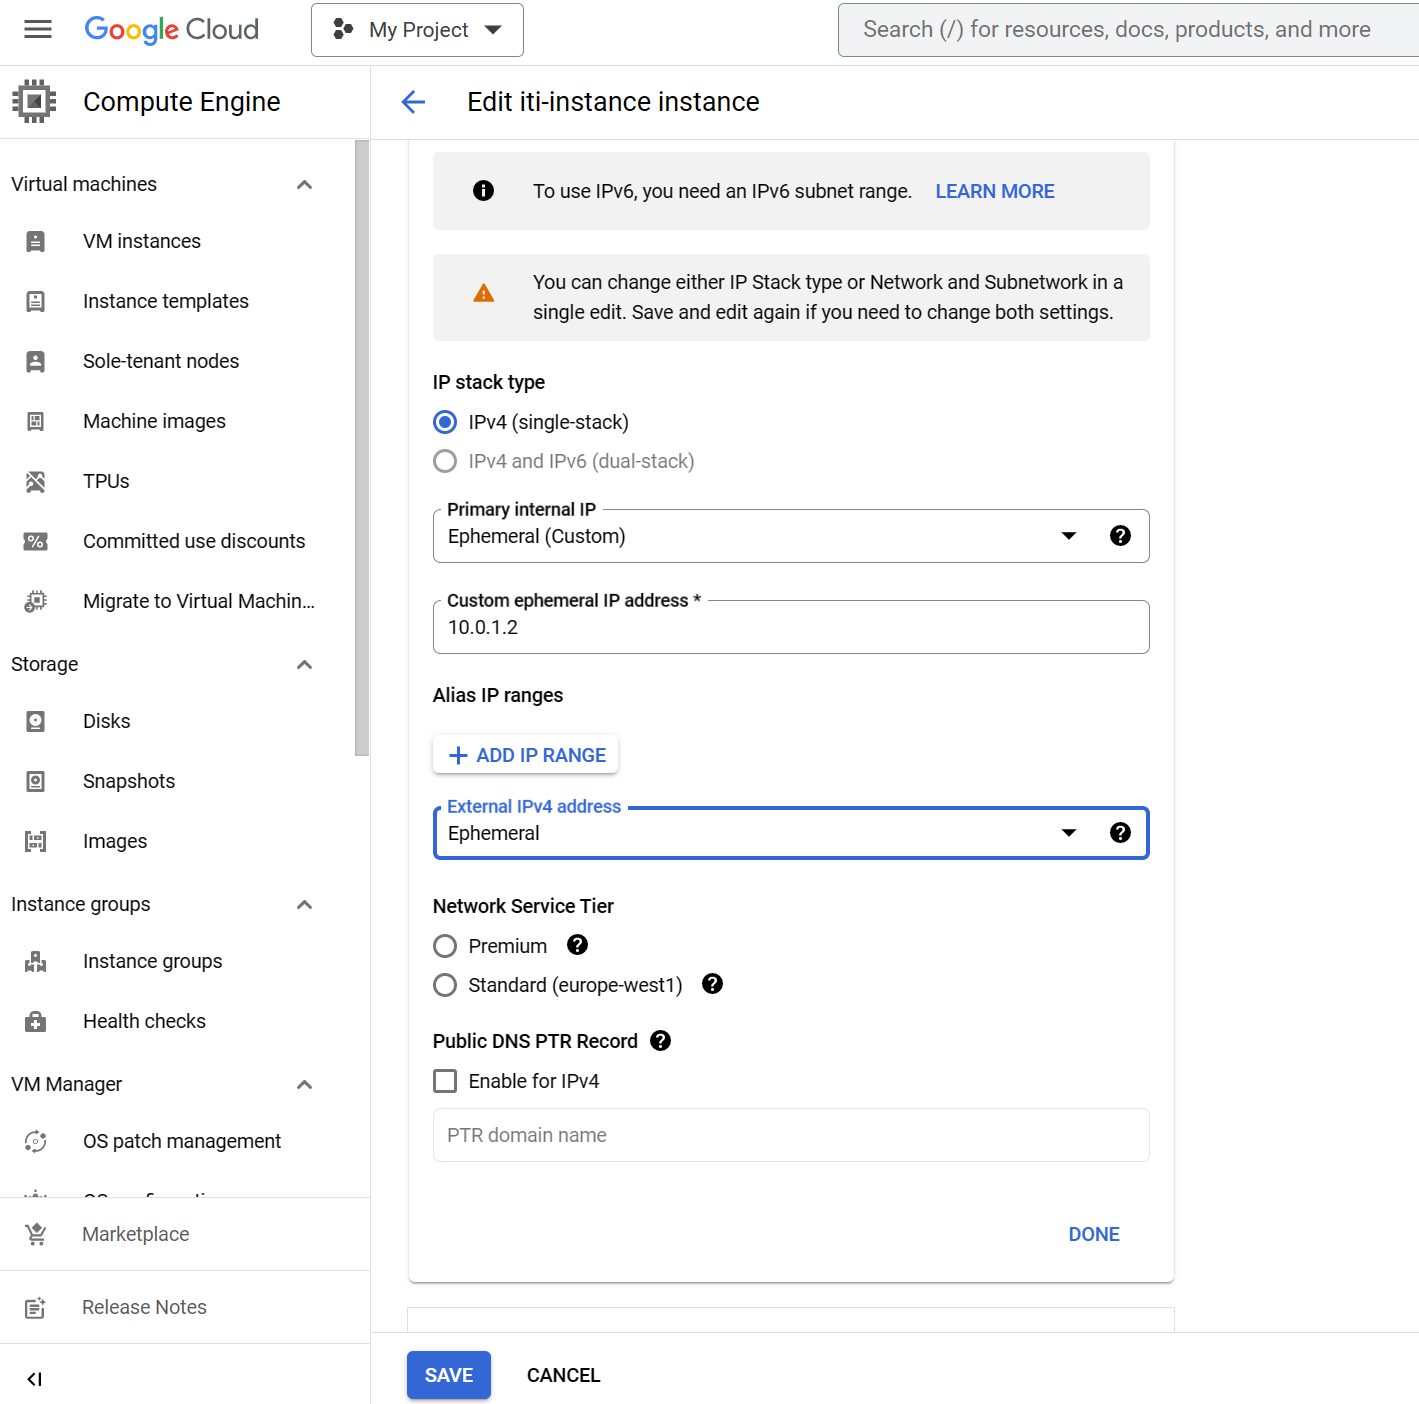 Google Cloud
My Project
Search (/) for resources, docs, products, and more
Compute Engine
Edit iti-instance instance
Virtual machines
VM instances
Instance templates
Sole-tenant nodes
Machine images
TPUs
Committed use discounts
Migrate to Virtual Machin...
Storage
Disks
Snapshots
Images
Instance groups
Instance groups
Health checks
VM Manager
OS patch management
Marketplace
Release Notes
To use IPv6, you need an IPv6 subnet range. LEARN MORE
You can change either IP Stack type or Network and Subnetwork in a
single edit. Save and edit again if you need to change both settings.
IP stack type
IPv4 (single-stack)
IPv4 and IPv6 (dual-stack)
Primary internal IP
Ephemeral (Custom)
Custom ephemeral IP address *
10.0.1.2
Alias IP ranges
+ ADD IP RANGE
External IPv4 address
Ephemeral
Network Service Tier
Premium
Standard (europe-west1)
Public DNS PTR Record
Enable for IPv4
PTR domain name
DONE
SAVE
CANCEL